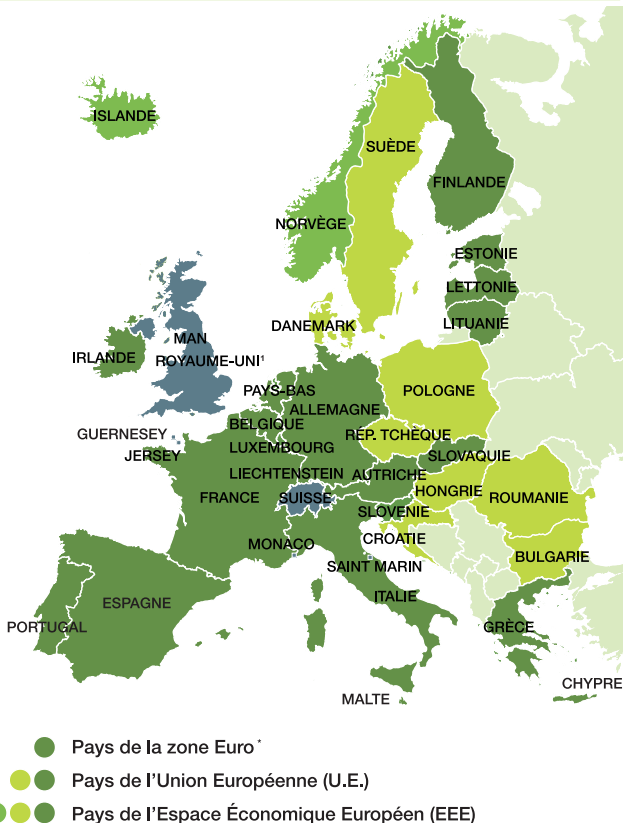 ISLANDE
SUÈDE
FINLANDE
NORVÈGE
ESTONIE
LETTONIE
LITUANIE
DANEMARK
MAN
IRLANDE
ROYAUME-UNI¹
PAYS-BAS
POLOGNE
ALLEMAGNE
BELGIQUE
GUERNESEY
RÉP. TCHÈQUE
LUXEMBOURG
JERSEY
SLOVAQUIE
LIECHTENSTEIN
AUTRICHE
FRANCE
SUISSE
HONGRIE
ROUMANIE
SLOVENIE
CROATIE
MONACO
BULGARIE
SAINT MARIN
ITALIE
ESPAGNE
PORTUGAL
GRÈCE
CHYPRE
MALTE
Pays de la zone Euro*
Pays de l'Union Européenne (U.E.)
Pays de l'Espace Économique Européen (EEE)